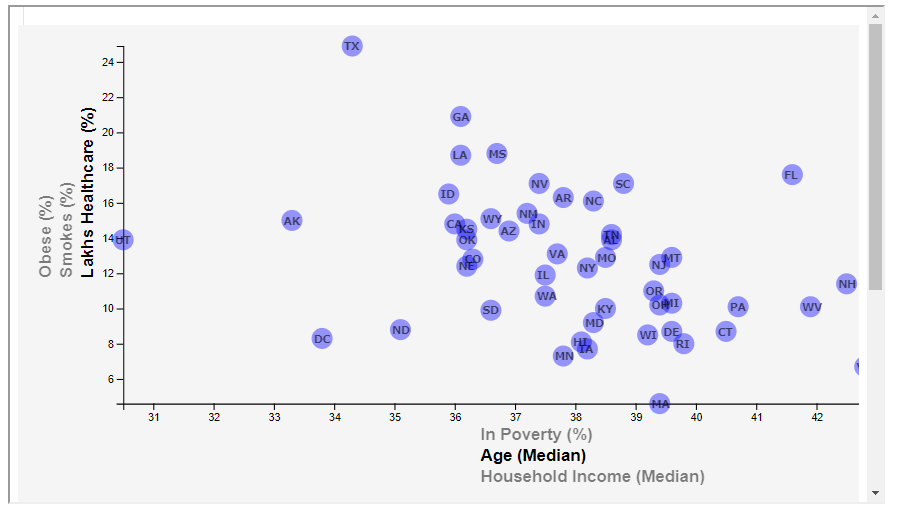 24
22
20
18
16
14
12
10
8
6
Obese (%)
Smokes (%)
Lakhs Healthcare (%)
TX
GA
LA
MS
FL
NV
SC
ID
AR
NC
AK
CA
WY
NM
IN
KS
AZ
UT
OK
TN
AL
VA
CO
MO
MT
NE
NY
NJ
IL
NH
WA
OR
SD
KY
OH
MI
PA
WV
MD
ND
DC
HI
WI
DE
CT
IA
RI
MN
MA
31
32
33
34
35
36
37
38
39
40
41
42
In Poverty (%)
Age (Median)
Household Income (Median)